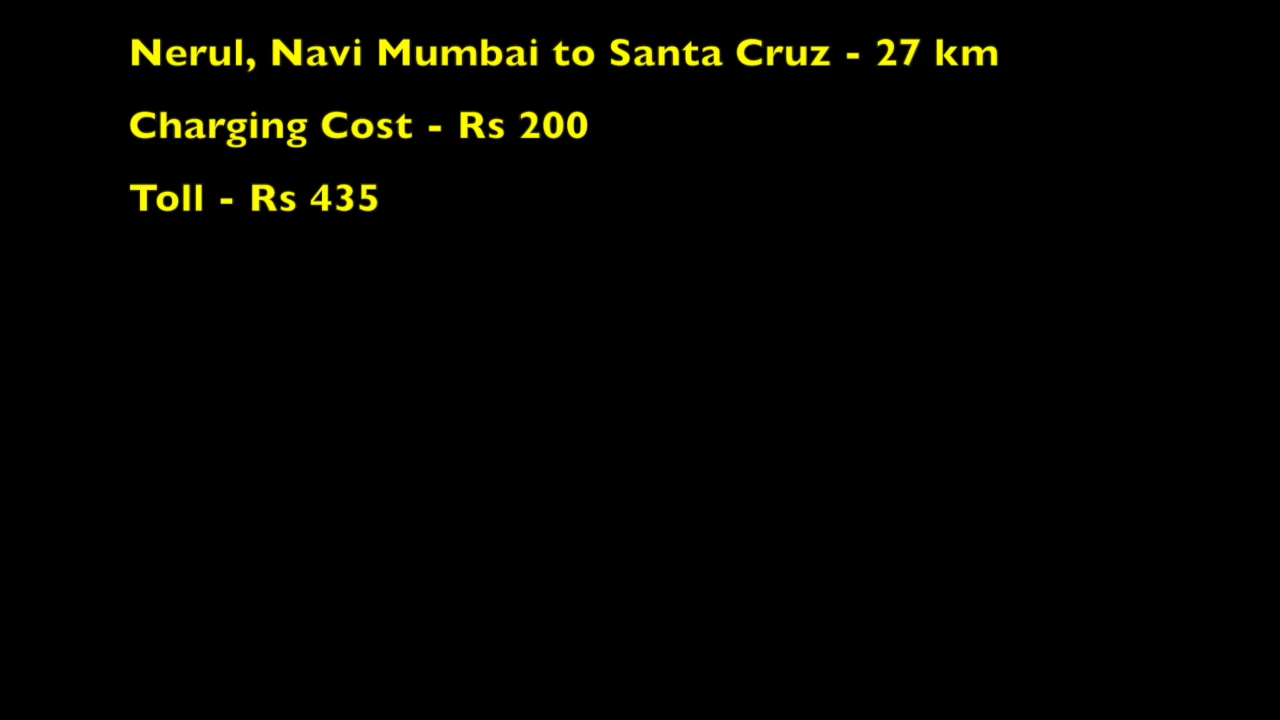 Nerul, Navi Mumbai to Santa Cruz - 27 km
Charging Cost - Rs 200
Toll - Rs 435